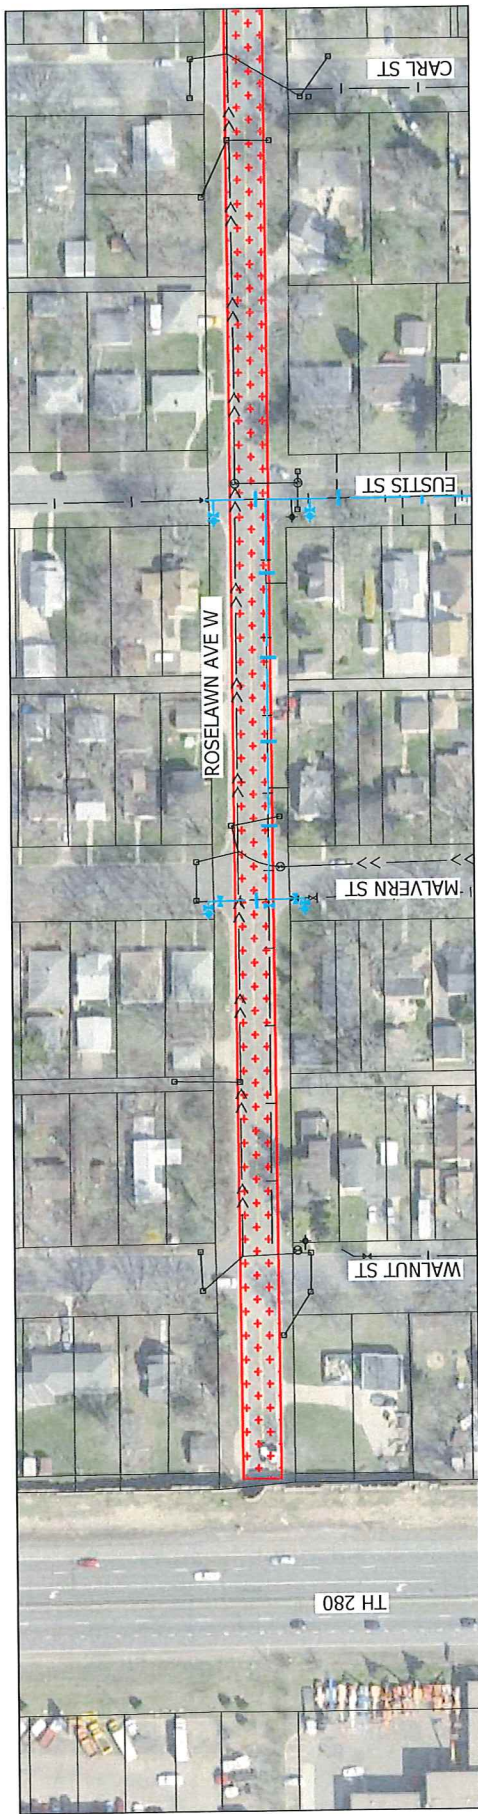 CARL ST
EUSTIS ST
ROSELAWN AVE W
MALVERN ST
WALNUT ST
TH 280